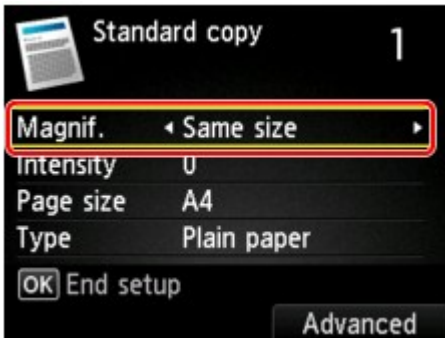 Standard copy 1
Magnif. Same size
Intensity 0
Page size A4
Type Plain paper
OK End setup
Advanced